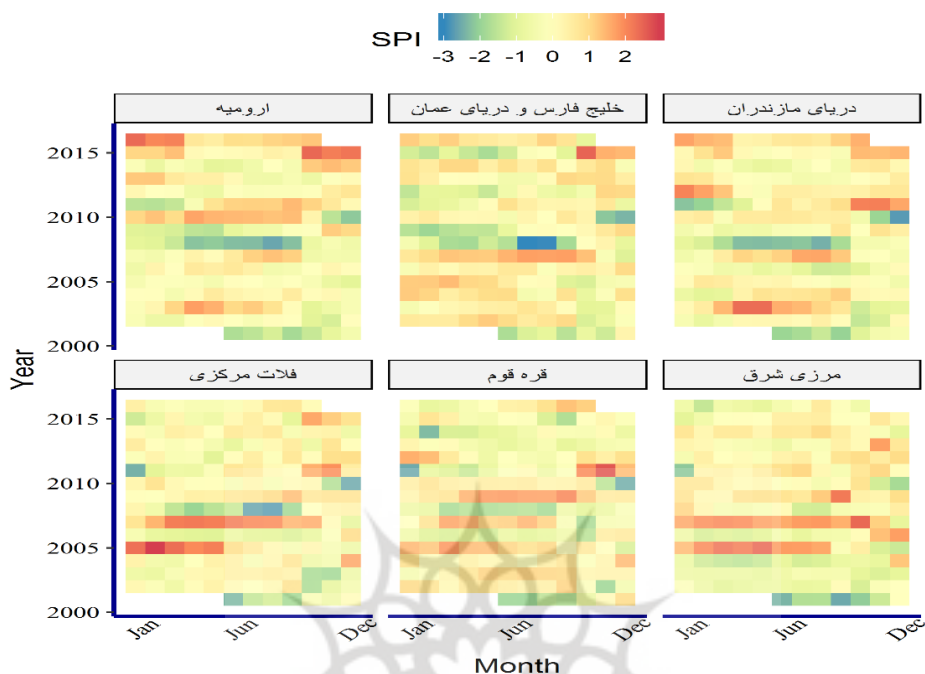 SPI
-3 -2 -1 0 1 2
ارومیه
خلیج فارس و دریای عمان
دریای مازندران
2015
2010
2005
2000
Year
فلات مرکزی
قره قوم
مرزی شرق
2015
2010
2005
2000
Jan Jun Dec Jan Jun Dec Jan Jun Dec
Month